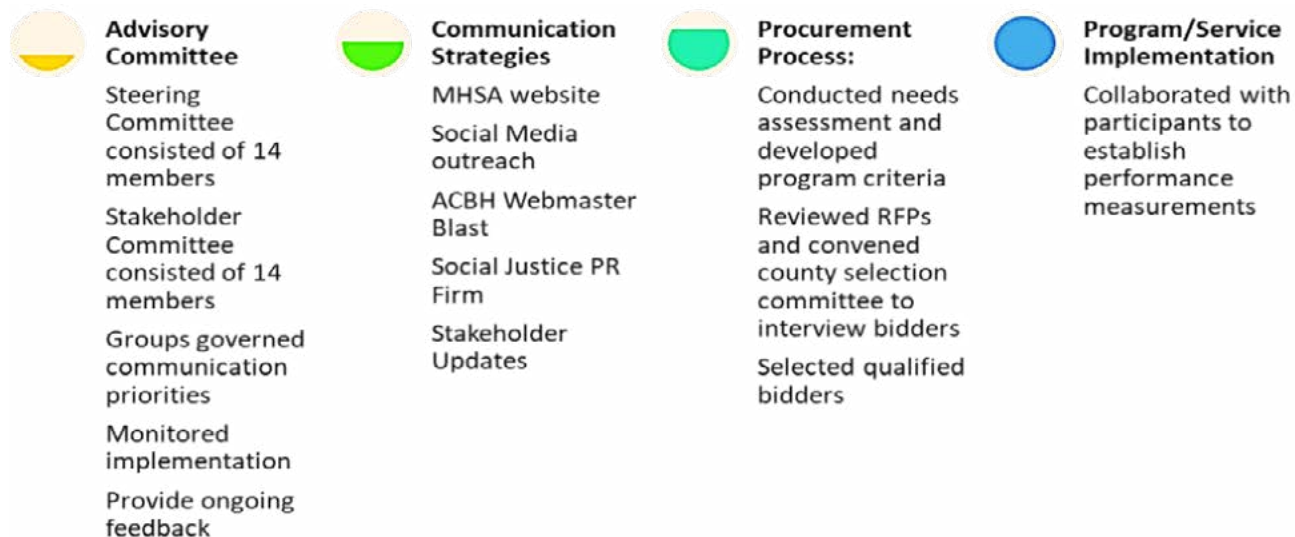 Advisory
Committee
Steering
Committee
consisted of 14
members
Stakeholder
Committee
consisted of 14
members
Groups governed
communication
priorities
Monitored
implementation
Provide ongoing
feedback
Communication
Strategies
MHSA website
Social Media
outreach
ACBH Webmaster
Blast
Social Justice PR
Firm
Stakeholder
Updates
Procurement
Process:
Conducted needs
assessment and
developed
program criteria
Reviewed RFPs
and convened
county selection
committee to
interview bidders
Selected qualified
bidders
Program/Service
Implementation
Collaborated with
participants to
establish
performance
measurements